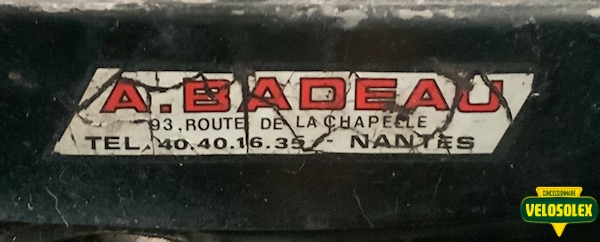 A. BADEAU
93, ROUTE DE LA CHAPELLE
TEL. 40.40.16.35 - NANTES
CONCESSIONNAIRE
VELOSOLEX